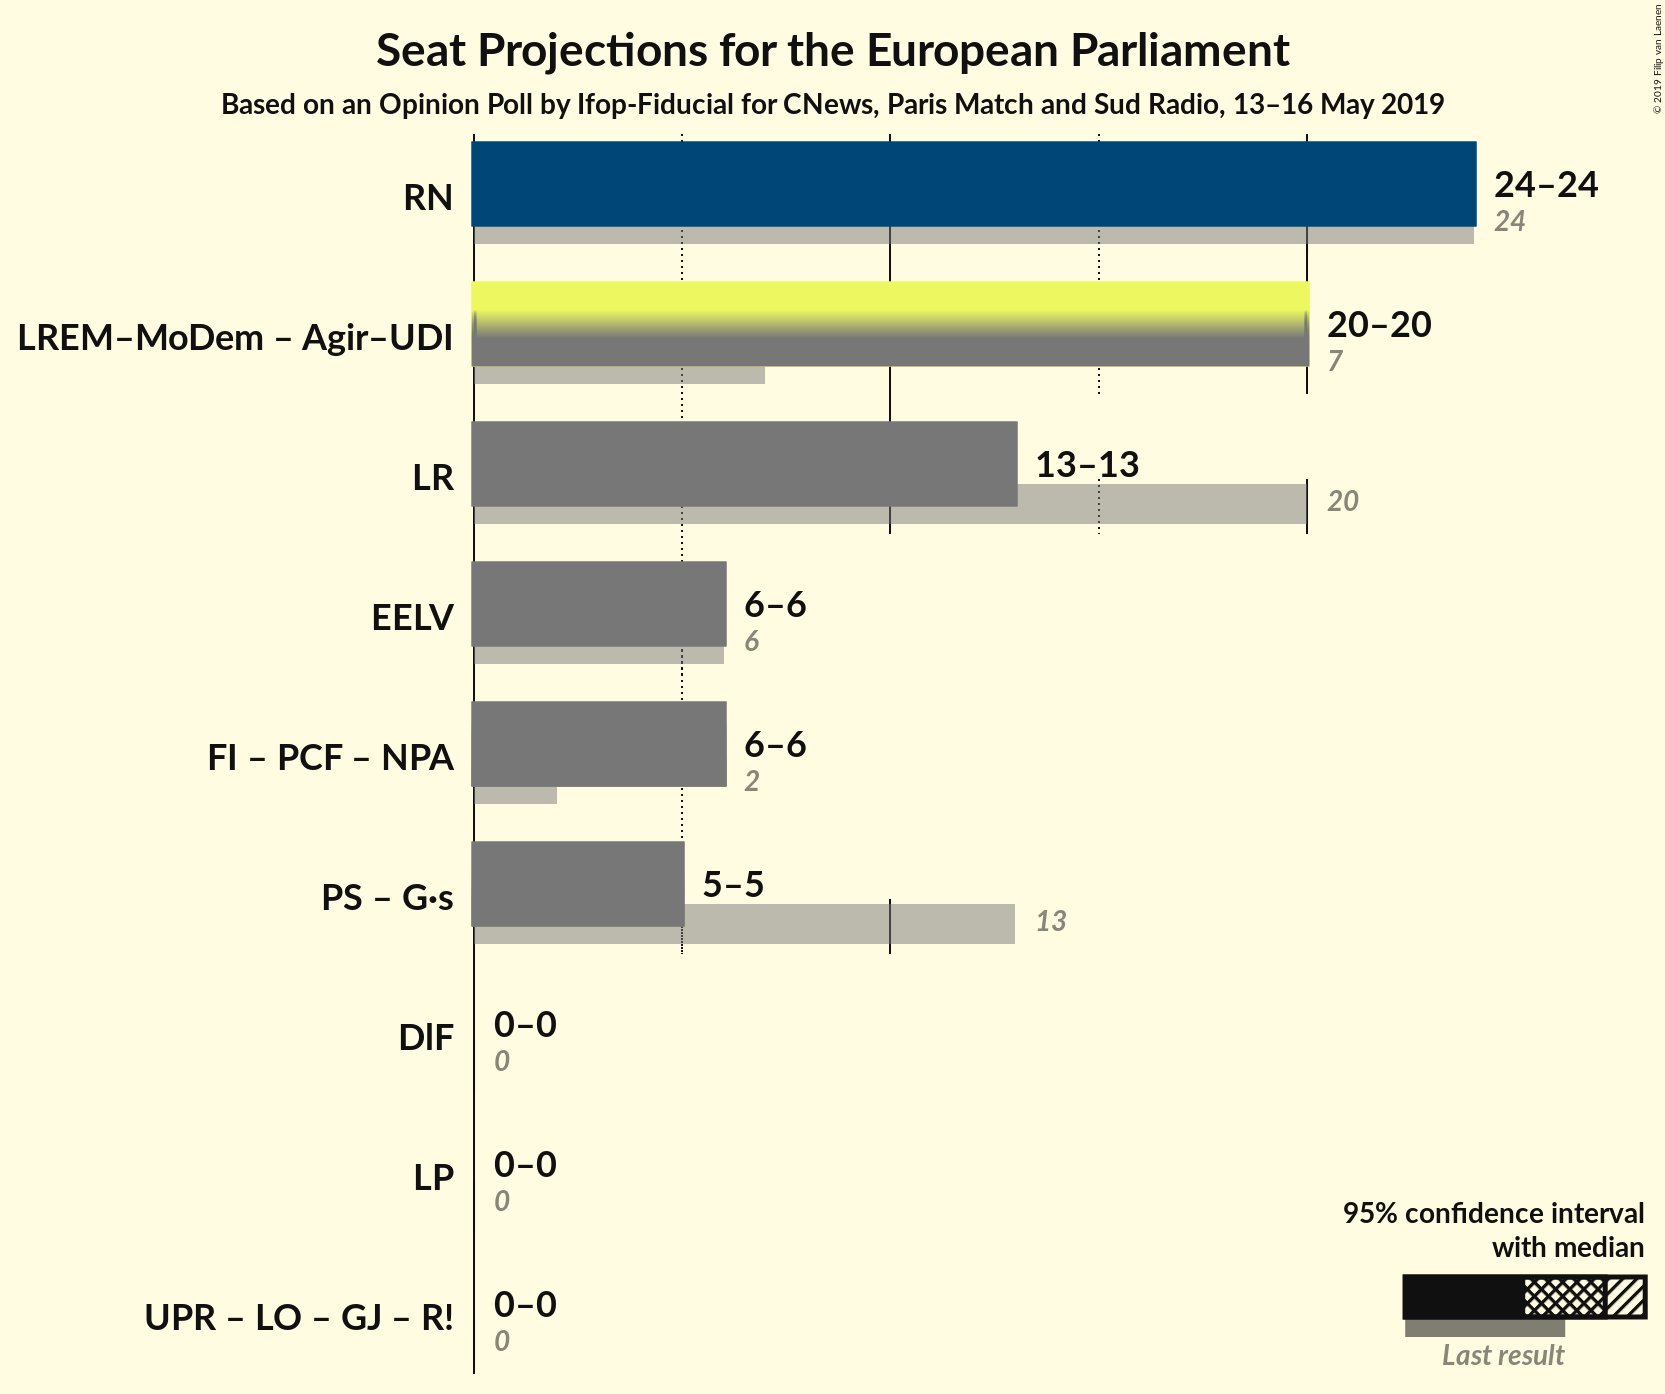 Seat Projections for the European Parliament
Based on an Opinion Poll by Ifop-Fiducial for CNews, Paris Match and Sud Radio, 13–16 May 2019
© 2019 Filip van Laenen
RN
24–24
24
LREM–MoDem – Agir–UDI
20–20
7
LR
13–13
20
EELV
6–6
6
FI – PCF – NPA
6–6
2
PS – G·s
5–5
13
DlF
0–0
0
LP
0–0
0
UPR – LO – GJ – R!
0–0
0
95% confidence interval
with median
Last result